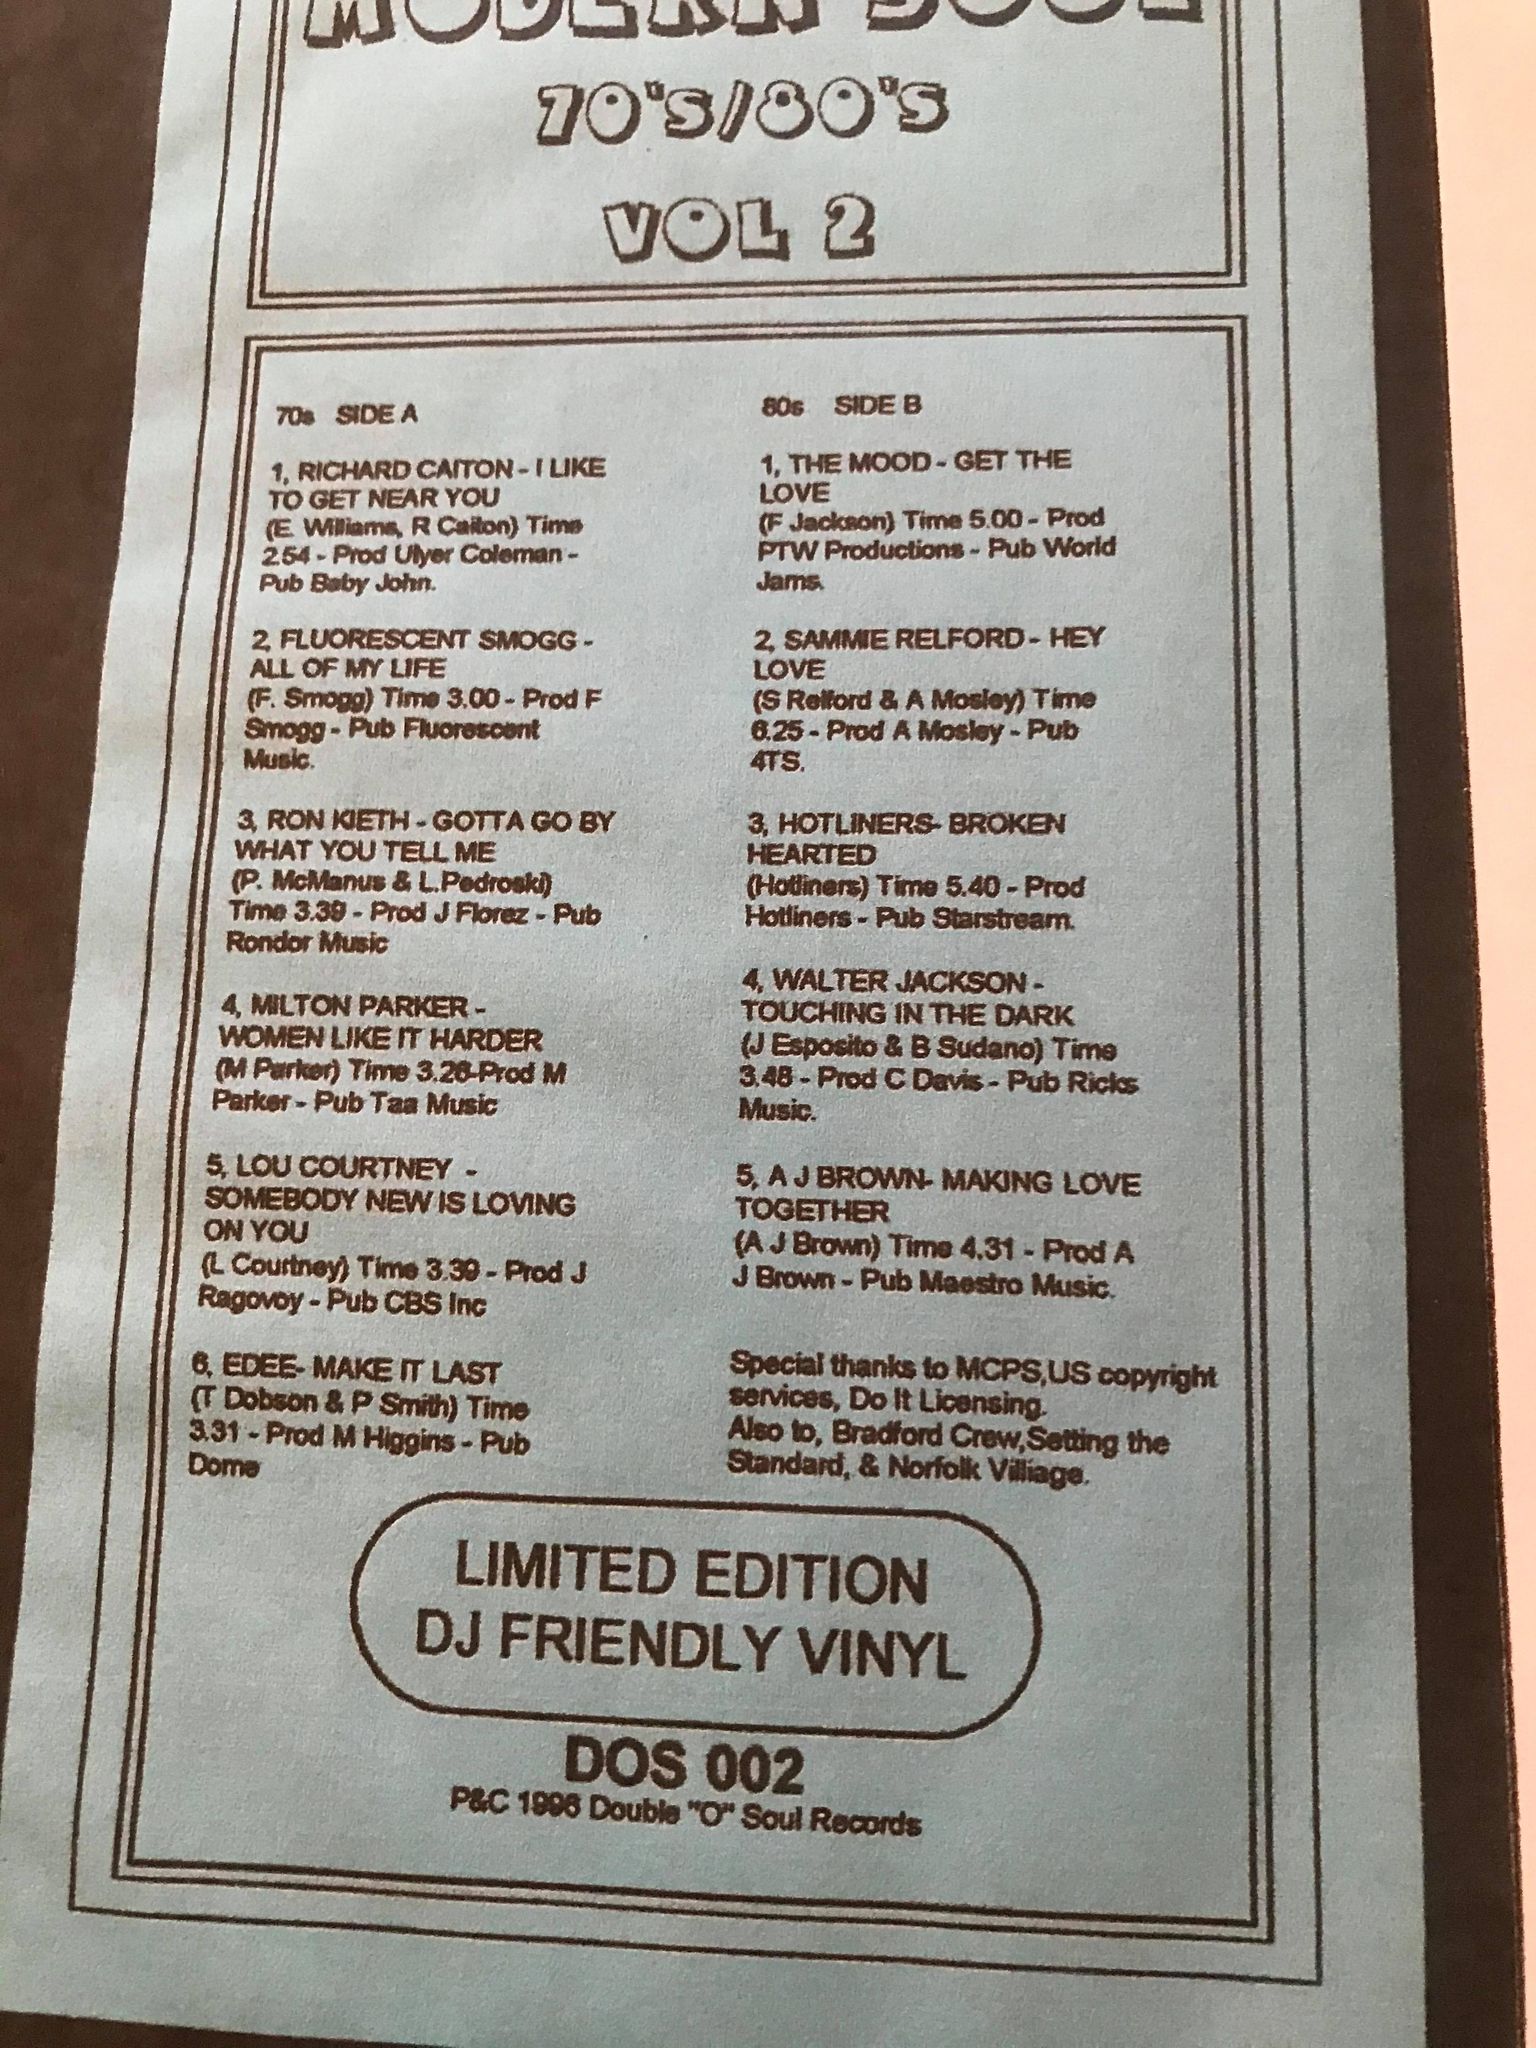 MODERN SOUL
70's/80's
VOL 2
70s SIDE A
1, RICHARD CAITON - I LIKE
TO GET NEAR YOU
(E. Williams, R Caiton) Time
2.54 - Prod Ulyer Coleman -
Pub Baby John.
2, FLUORESCENT SMOGG -
ALL OF MY LIFE
(F. Smogg) Time 3.00 - Prod F
Smogg - Pub Fluorescent
Music.
3, RON KIETH - GOTTA GO BY
WHAT YOU TELL ME
(P. McManus & L.Pedroski)
Time 3.39 - Prod J Florez - Pub
Rondor Music
4, MILTON PARKER -
WOMEN LIKE IT HARDER
(M Parker) Time 3.26-Prod M
Parker - Pub Taa Music
5, LOU COURTNEY -
SOMEBODY NEW IS LOVING
ON YOU
(L Courtney) Time 3.39 - Prod J
Ragovoy - Pub CBS Inc
6, EDEE- MAKE IT LAST
(T Dobson & P Smith) Time
3.31 - Prod M Higgins - Pub
Dome
80s SIDE B
1, THE MOOD - GET THE
LOVE
(F Jackson) Time 5.00 - Prod
PTW Productions - Pub World
Jams.
2, SAMMIE RELFORD - HEY
LOVE
(S Relford & A Mosley) Time
6.25 - Prod A Mosley - Pub
4TS.
3, HOTLINERS- BROKEN
HEARTED
(Hotliners) Time 5.40 - Prod
Hotliners - Pub Starstream.
4, WALTER JACKSON -
TOUCHING IN THE DARK
(J Esposito & B Sudano) Time
3.48 - Prod C Davis - Pub Ricks
Music.
5, A J BROWN- MAKING LOVE
TOGETHER
(A J Brown) Time 4.31 - Prod A
J Brown - Pub Maestro Music.
Special thanks to MCPS,US copyright
services, Do It Licensing.
Also to, Bradford Crew,Setting the
Standard, & Norfolk Villiage.
LIMITED EDITION
DJ FRIENDLY VINYL
DOS 002
P&C 1996 Double "O" Soul Records